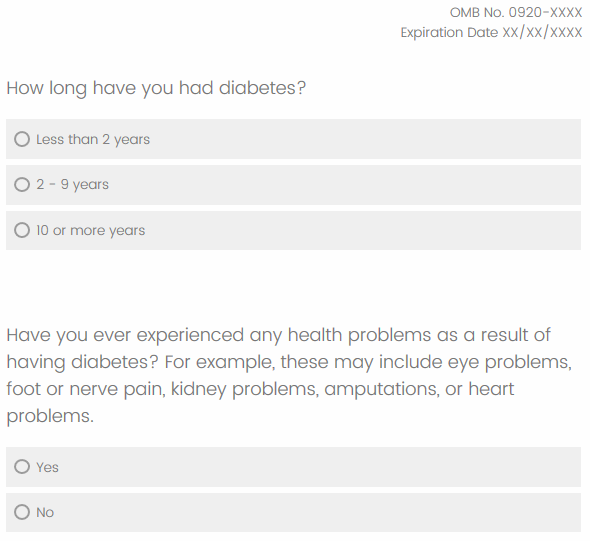 OMB No. 0920-XXXX
Expiration Date XX/XX/XXXX
How long have you had diabetes?
Less than 2 years
2 - 9 years
10 or more years
Have you ever experienced any health problems as a result of
having diabetes? For example, these may include eye problems,
foot or nerve pain, kidney problems, amputations, or heart
problems.
Yes
No